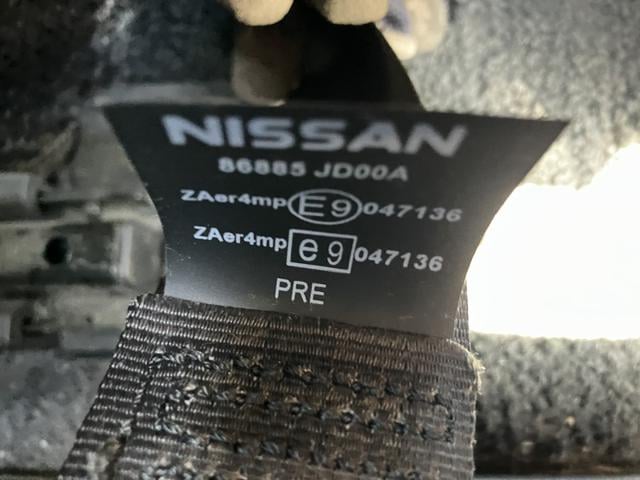 NISSAN
86885 JD00A
ZAer4mp E9 047136
ZAer4mp e9 047136
PRE